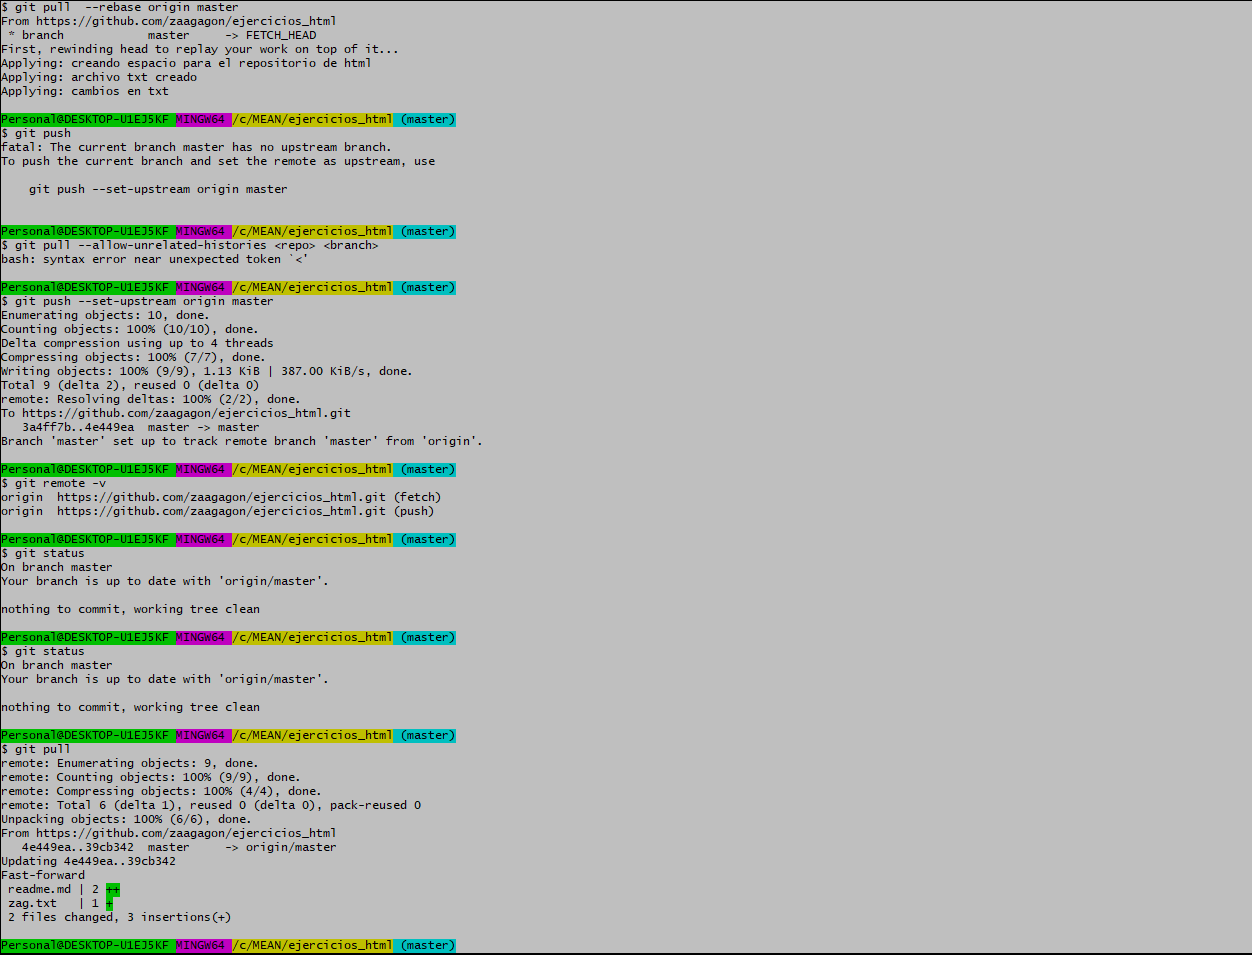 $ git pull  --rebase origin master
From https://github.com/zaagagon/ejercicios_html
 * branch            master     -> FETCH_HEAD
First, rewinding head to replay your work on top of it...
Applying: creando espacio para el repositorio de html
Applying: archivo txt creado
Applying: cambios en txt
Personal@DESKTOP-U1EJ5KF MINGW64 /c/MEAN/ejercicios_html (master)
$ git push
fatal: The current branch master has no upstream branch.
To push the current branch and set the remote as upstream, use
    git push --set-upstream origin master
Personal@DESKTOP-U1EJ5KF MINGW64 /c/MEAN/ejercicios_html (master)
$ git pull --allow-unrelated-histories <repo> <branch>
bash: syntax error near unexpected token `<'
Personal@DESKTOP-U1EJ5KF MINGW64 /c/MEAN/ejercicios_html (master)
$ git push --set-upstream origin master
Enumerating objects: 10, done.
Counting objects: 100% (10/10), done.
Delta compression using up to 4 threads
Compressing objects: 100% (7/7), done.
Writing objects: 100% (9/9), 1.13 KiB | 387.00 KiB/s, done.
Total 9 (delta 2), reused 0 (delta 0)
remote: Resolving deltas: 100% (2/2), done.
To https://github.com/zaagagon/ejercicios_html.git
   3a4ff7b..4e449ea  master -> master
Branch 'master' set up to track remote branch 'master' from 'origin'.
Personal@DESKTOP-U1EJ5KF MINGW64 /c/MEAN/ejercicios_html (master)
$ git remote -v
origin  https://github.com/zaagagon/ejercicios_html.git (fetch)
origin  https://github.com/zaagagon/ejercicios_html.git (push)
Personal@DESKTOP-U1EJ5KF MINGW64 /c/MEAN/ejercicios_html (master)
$ git status
On branch master
Your branch is up to date with 'origin/master'.
nothing to commit, working tree clean
Personal@DESKTOP-U1EJ5KF MINGW64 /c/MEAN/ejercicios_html (master)
$ git status
On branch master
Your branch is up to date with 'origin/master'.
nothing to commit, working tree clean
Personal@DESKTOP-U1EJ5KF MINGW64 /c/MEAN/ejercicios_html (master)
$ git pull
remote: Enumerating objects: 9, done.
remote: Counting objects: 100% (9/9), done.
remote: Compressing objects: 100% (4/4), done.
remote: Total 6 (delta 1), reused 0 (delta 0), pack-reused 0
Unpacking objects: 100% (6/6), done.
From https://github.com/zaagagon/ejercicios_html
   4e449ea..39cb342  master     -> origin/master
Updating 4e449ea..39cb342
Fast-forward
 readme.md | 2 ++
 zag.txt   | 1 +
 2 files changed, 3 insertions(+)
Personal@DESKTOP-U1EJ5KF MINGW64 /c/MEAN/ejercicios_html (master)